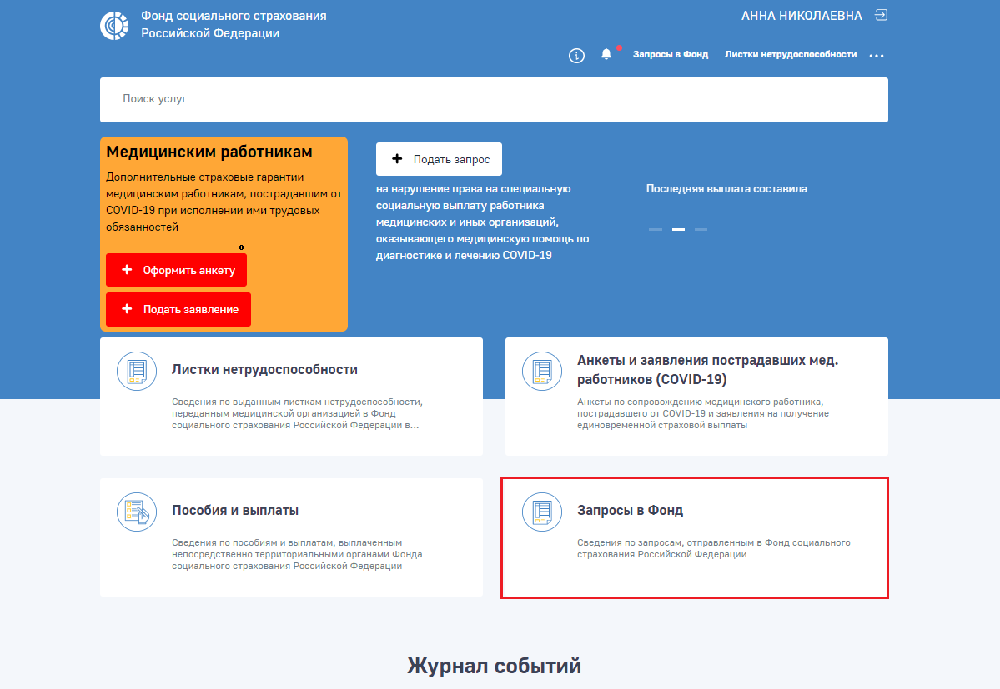 Фонд социального страхования
Российской Федерации
АННА НИКОЛАЕВНА
Запросы в Фонд
Листки нетрудоспособности
Поиск услуг
Медицинским работникам
Дополнительные страховые гарантии
медицинским работникам, пострадавшим от
COVID-19 при исполнении ими трудовых
обязанностей
Оформить анкету
Подать заявление
Подать запрос
на нарушение права на специальную
социальную выплату работника
медицинских и иных организаций,
оказывающего медицинскую помощь по
диагностике и лечению COVID-19
Последняя выплата составила
Листки нетрудоспособности
Сведения по выданным листкам нетрудоспособности,
переданным медицинской организацией в Фонд
социального страхования Российской Федерации в...
Анкеты и заявления пострадавших мед.
работников (COVID-19)
Анкеты по сопровождению медицинского работника,
пострадавшего от COVID-19 и заявления на получение
единовременной страховой выплаты
Пособия и выплаты
Сведения по пособиям и выплатам, выплаченным
непосредственно территориальными органами Фонда
социального страхования Российской Федерации
Запросы в Фонд
Сведения по запросам, отправленным в Фонд социального
страхования Российской Федерации
Журнал событий